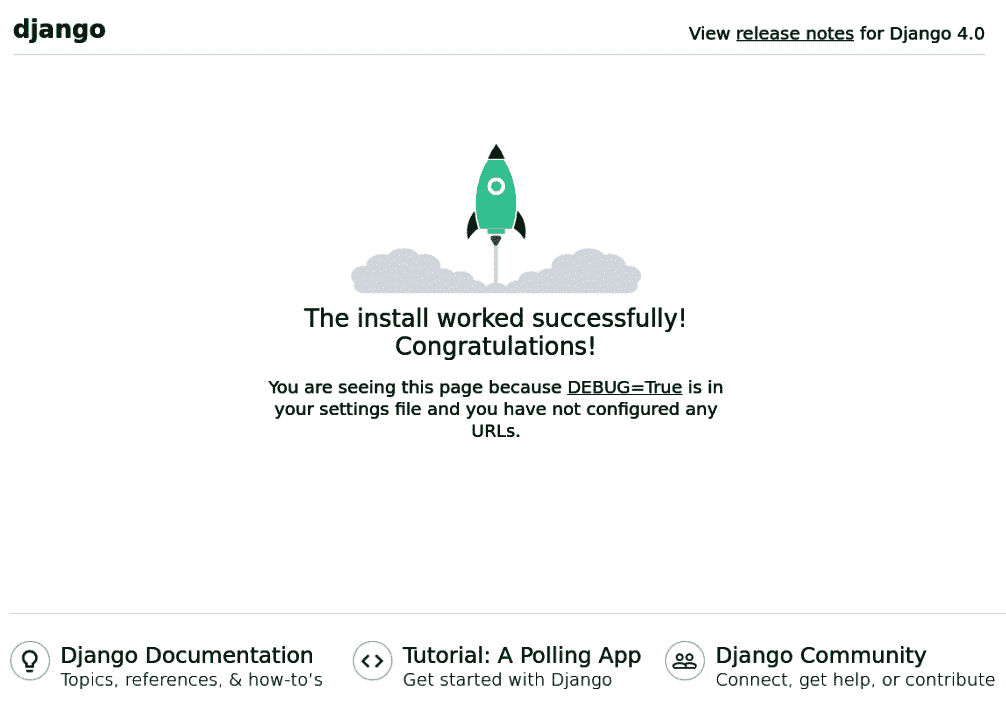 django
View release notes for Django 4.0
The install worked successfully!
Congratulations!
You are seeing this page because DEBUG=True is in
your settings file and you have not configured any
URLs.
Django Documentation
Topics, references, & how-to's
Tutorial: A Polling App
Get started with Django
Django Community
Connect, get help, or contribute